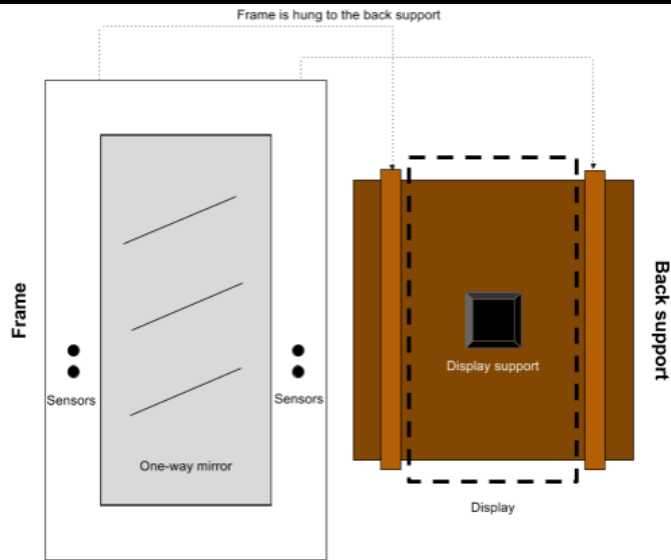 Frame is hung to the back support
Frame
Sensors
Sensors
One-way mirror
Display support
Display
Back support